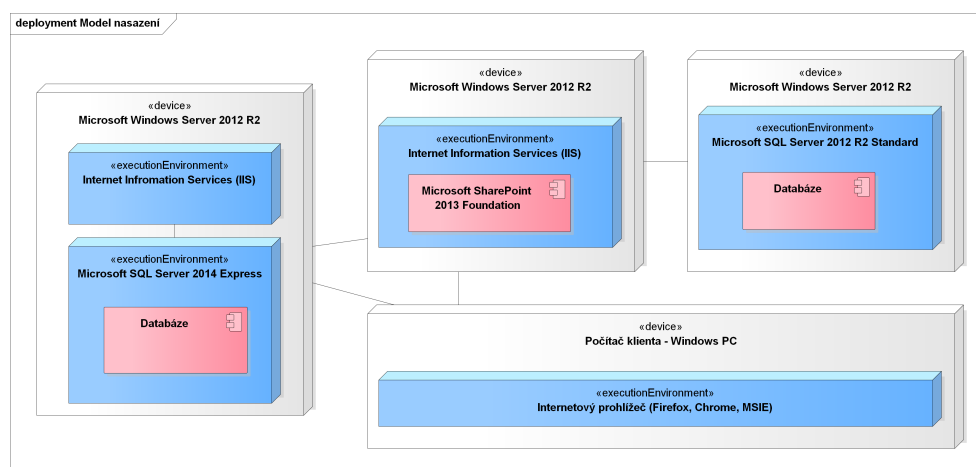 deployment Model nasazení
«device»
Microsoft Windows Server 2012 R2
«executionEnvironment»
Internet Infromation Services (IIS)
«executionEnvironment»
Microsoft SQL Server 2014 Express
Databáze
«device»
Microsoft Windows Server 2012 R2
«executionEnvironment»
Internet Information Services (IIS)
Microsoft SharePoint
2013 Foundation
«device»
Microsoft Windows Server 2012 R2
«executionEnvironment»
Microsoft SQL Server 2012 R2 Standard
Databáze
«device»
Počítač klienta - Windows PC
«executionEnvironment»
Internetový prohlížeč (Firefox, Chrome, MSIE)